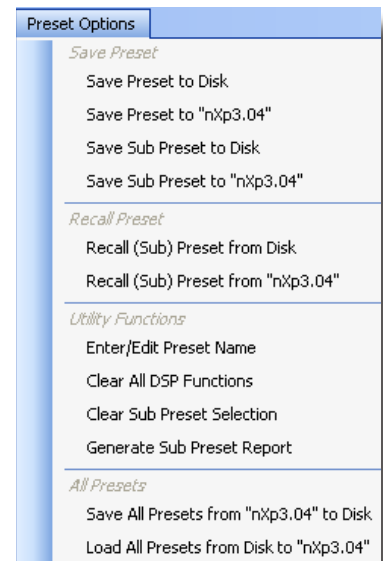 Preset Options
Save Preset
Save Preset to Disk
Save Preset to "nXp3.04"
Save Sub Preset to Disk
Save Sub Preset to "nXp3.04"
Recall Preset
Recall (Sub) Preset from Disk
Recall (Sub) Preset from "nXp3.04"
Utility Functions
Enter/Edit Preset Name
Clear All DSP Functions
Clear Sub Preset Selection
Generate Sub Preset Report
All Presets
Save All Presets from "nXp3.04" to Disk
Load All Presets from Disk to "nXp3.04"